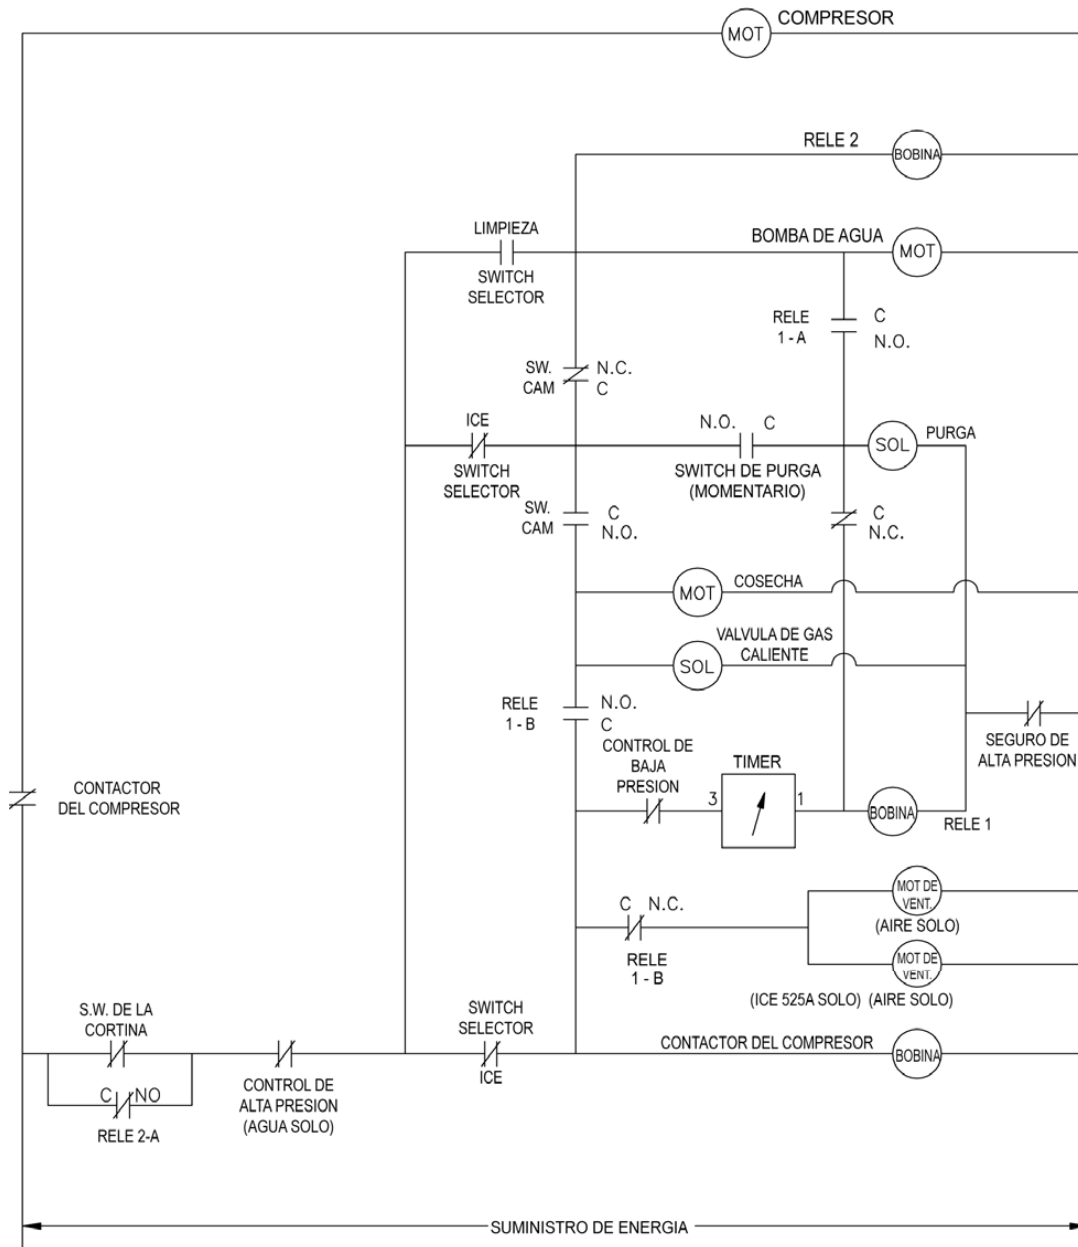 COMPRESOR
MOT
RELE 2
BOBINA
LIMPIEZA
SWITCH
SELECTOR
BOMBA DE AGUA
MOT
RELE
1 - A
C
N.O.
SW.
CAM
N.C.
C
ICE
SWITCH
SELECTOR
N.O. C
SWITCH DE PURGA
(MOMENTARIO)
SOL
PURGA
SW.
CAM
C
N.O.
C
N.C.
MOT
COSECHA
VALVULA DE GAS
CALIENTE
SOL
RELE
1 - B
N.O.
C
CONTROL DE
BAJA
PRESION
TIMER
3
1
BOBINA
RELE 1
SEGURO DE
ALTA PRESION
CONTACTOR
DEL COMPRESOR
C N.C.
RELE
1 - B
MOT DE
VENT.
(AIRE SOLO)
MOT DE
VENT.
(ICE 525A SOLO) (AIRE SOLO)
S.W. DE LA
CORTINA
C NO
RELE 2-A
CONTROL DE
ALTA PRESION
(AGUA SOLO)
SWITCH
SELECTOR
ICE
CONTACTOR DEL COMPRESOR
BOBINA
SUMINISTRO DE ENERGIA